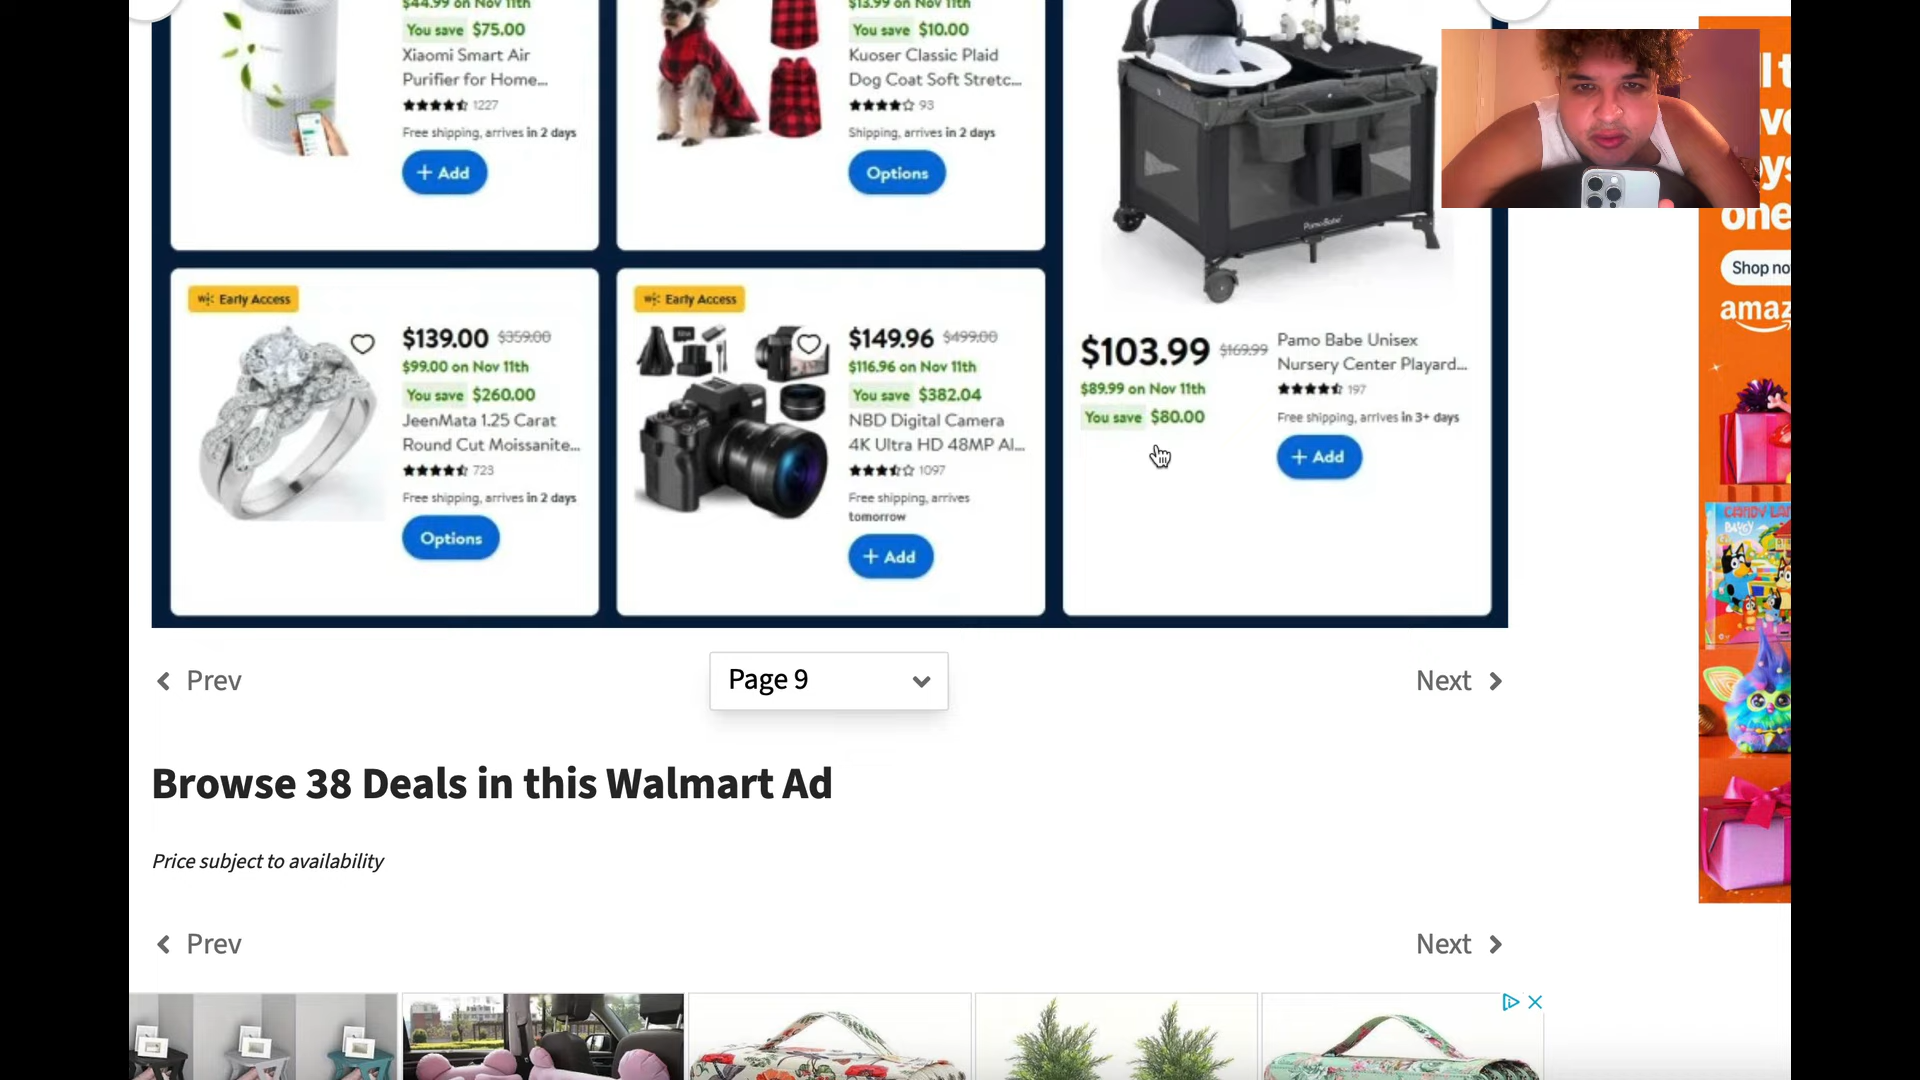 $44.99 on Nov 11th
You save $75.00
Xiaomi Smart Air
Purifier for Home...
1227
Free shipping, arrives in 2 days
+ Add
$13.99 on Nov 11th
You save $10.00
Kuoser Classic Plaid
Dog Coat Soft Stretc...
93
Shipping, arrives in 2 days
Options
PamoBabe
Early Access
$139.00 $359.00
$99.00 on Nov 11th
You save $260.00
JeenMata 1.25 Carat
Round Cut Moissanite...
723
Free shipping, arrives in 2 days
Options
Early Access
$149.96 $499.00
$116.96 on Nov 11th
You save $382.04
NBD Digital Camera
4K Ultra HD 48MP Al...
1097
Free shipping, arrives
tomorrow
+ Add
$103.99 $169.99
$89.99 on Nov 11th
You save $80.00
Pamo Babe Unisex
Nursery Center Playard...
197
Free shipping, arrives in 3+ days
+ Add
one
Shop no
amaz
CANDY LAN
Prev
Page 9
Next
Browse 38 Deals in this Walmart Ad
Price subject to availability
Prev
Next